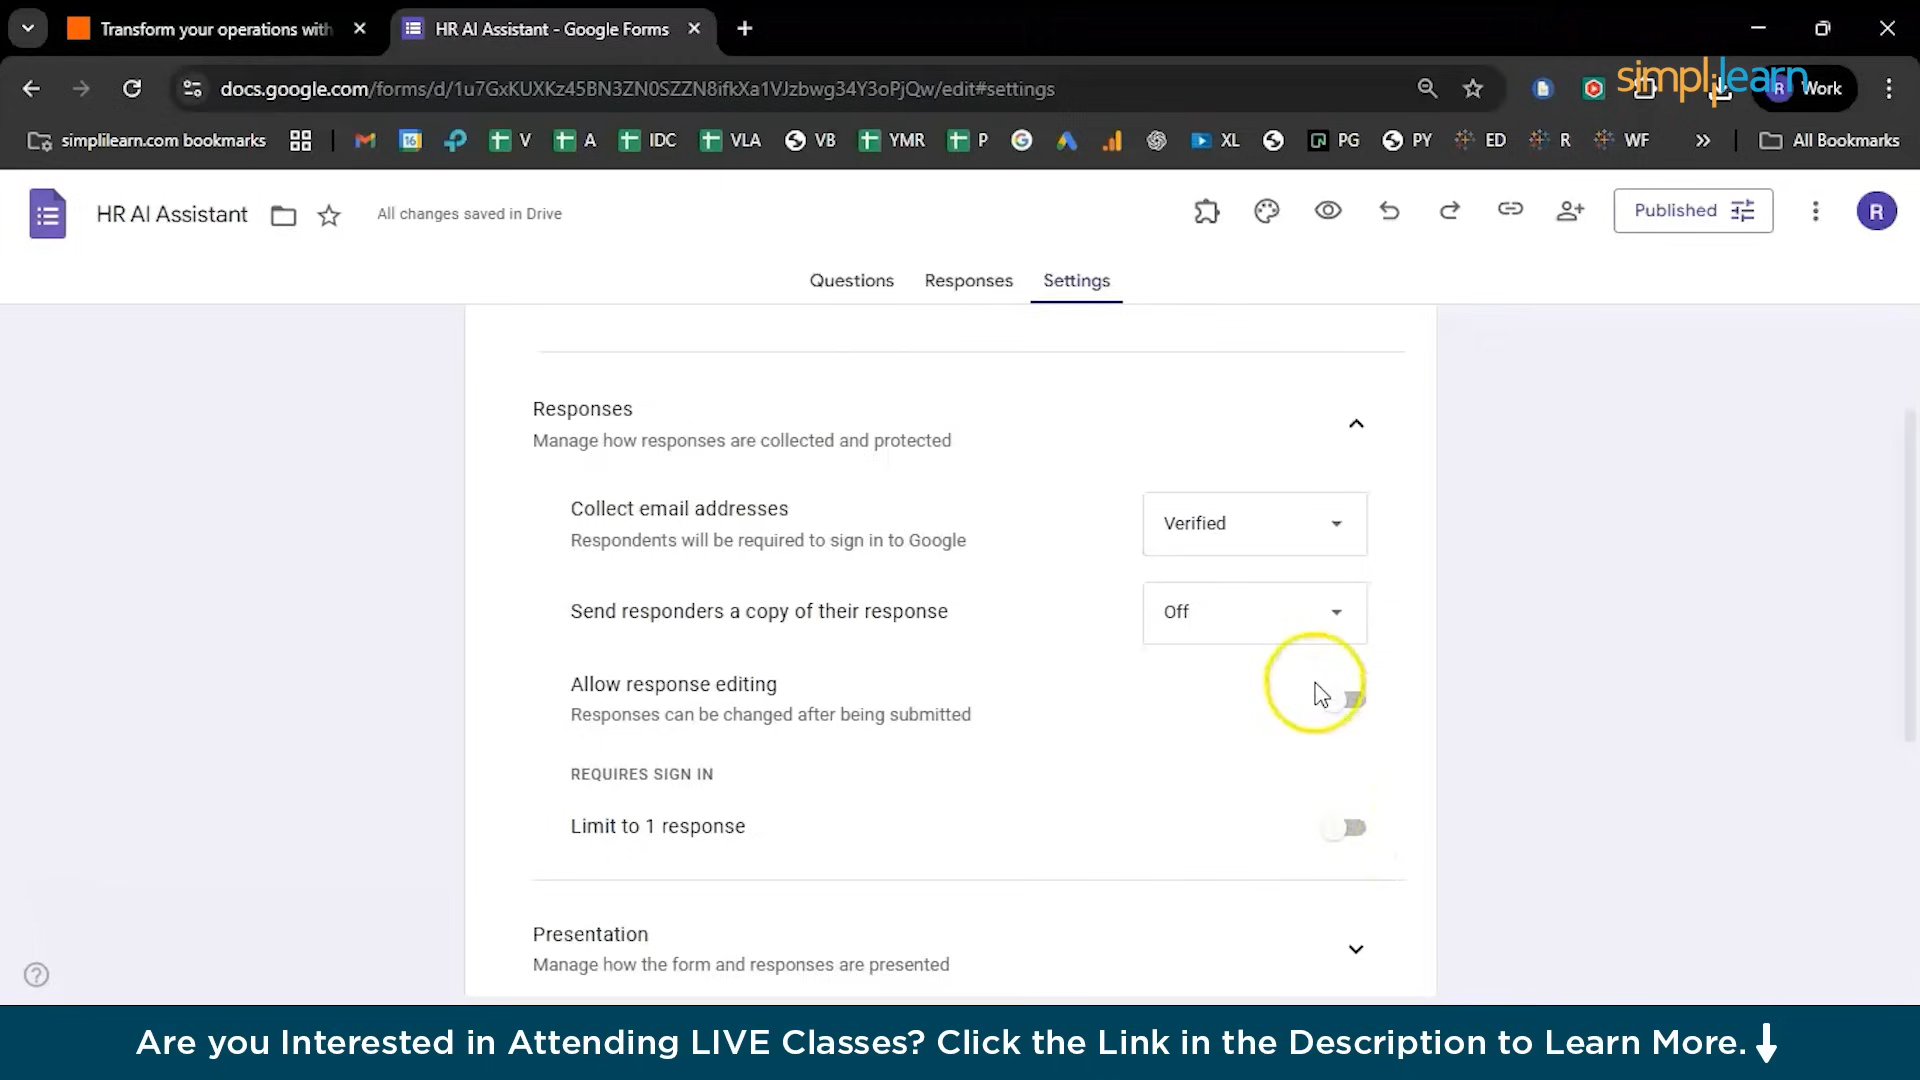 Transform your operations with
HR AI Assistant - Google Forms
docs.google.com/forms/d/1u7GxKUXKz45BN3ZN0SZZN8ifkXa1VJzbwg34Y3oPjQw/edit#settings
simplilearn
R
Work
simplilearn.com bookmarks
16
V
A
IDC
VLA
VB
YMR
P
XL
PG
PY
ED
R
WF
All Bookmarks
HR AI Assistant
All changes saved in Drive
Published
R
Questions
Responses
Settings
Responses
Manage how responses are collected and protected
Collect email addresses
Verified
Respondents will be required to sign in to Google
Send responders a copy of their response
Off
Allow response editing
Responses can be changed after being submitted
REQUIRES SIGN IN
Limit to 1 response
Presentation
Manage how the form and responses are presented
Are you Interested in Attending LIVE Classes? Click the Link in the Description to Learn More.